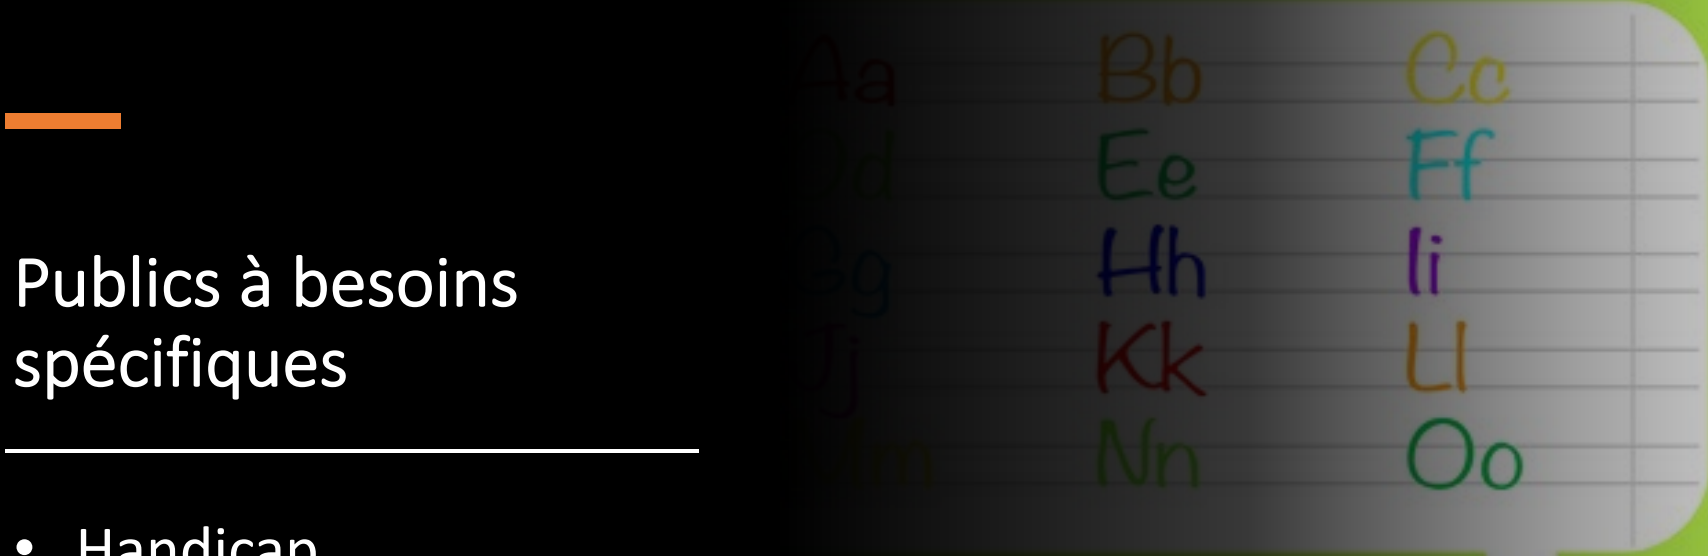 Publics à besoins
spécifiques
• Handicap
Aa Bb Cc
Dd Ee Ff
Gg Hh Ii
Jj Kk Ll
Mm Nn Oo